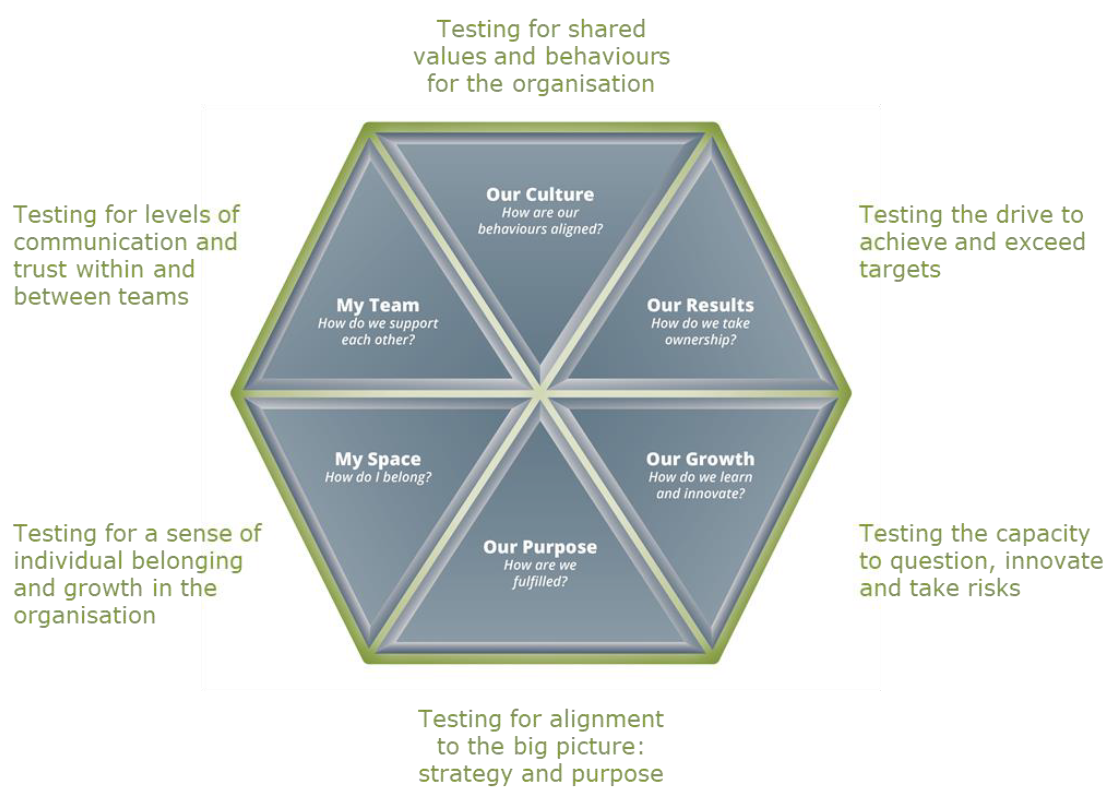 Testing for shared
values and behaviours
for the organisation
Our Culture
How are our
behaviours aligned?
Testing for levels of
communication and
trust within and
between teams
My Team
How do we support
each other?
Our Results
How do we take
ownership?
Testing the drive to
achieve and exceed
targets
My Space
How do I belong?
Our Growth
How do we learn
and innovate?
Testing for a sense of
individual belonging
and growth in the
organisation
Our Purpose
How are we
fulfilled?
Testing the capacity
to question, innovate
and take risks
Testing for alignment
to the big picture:
strategy and purpose